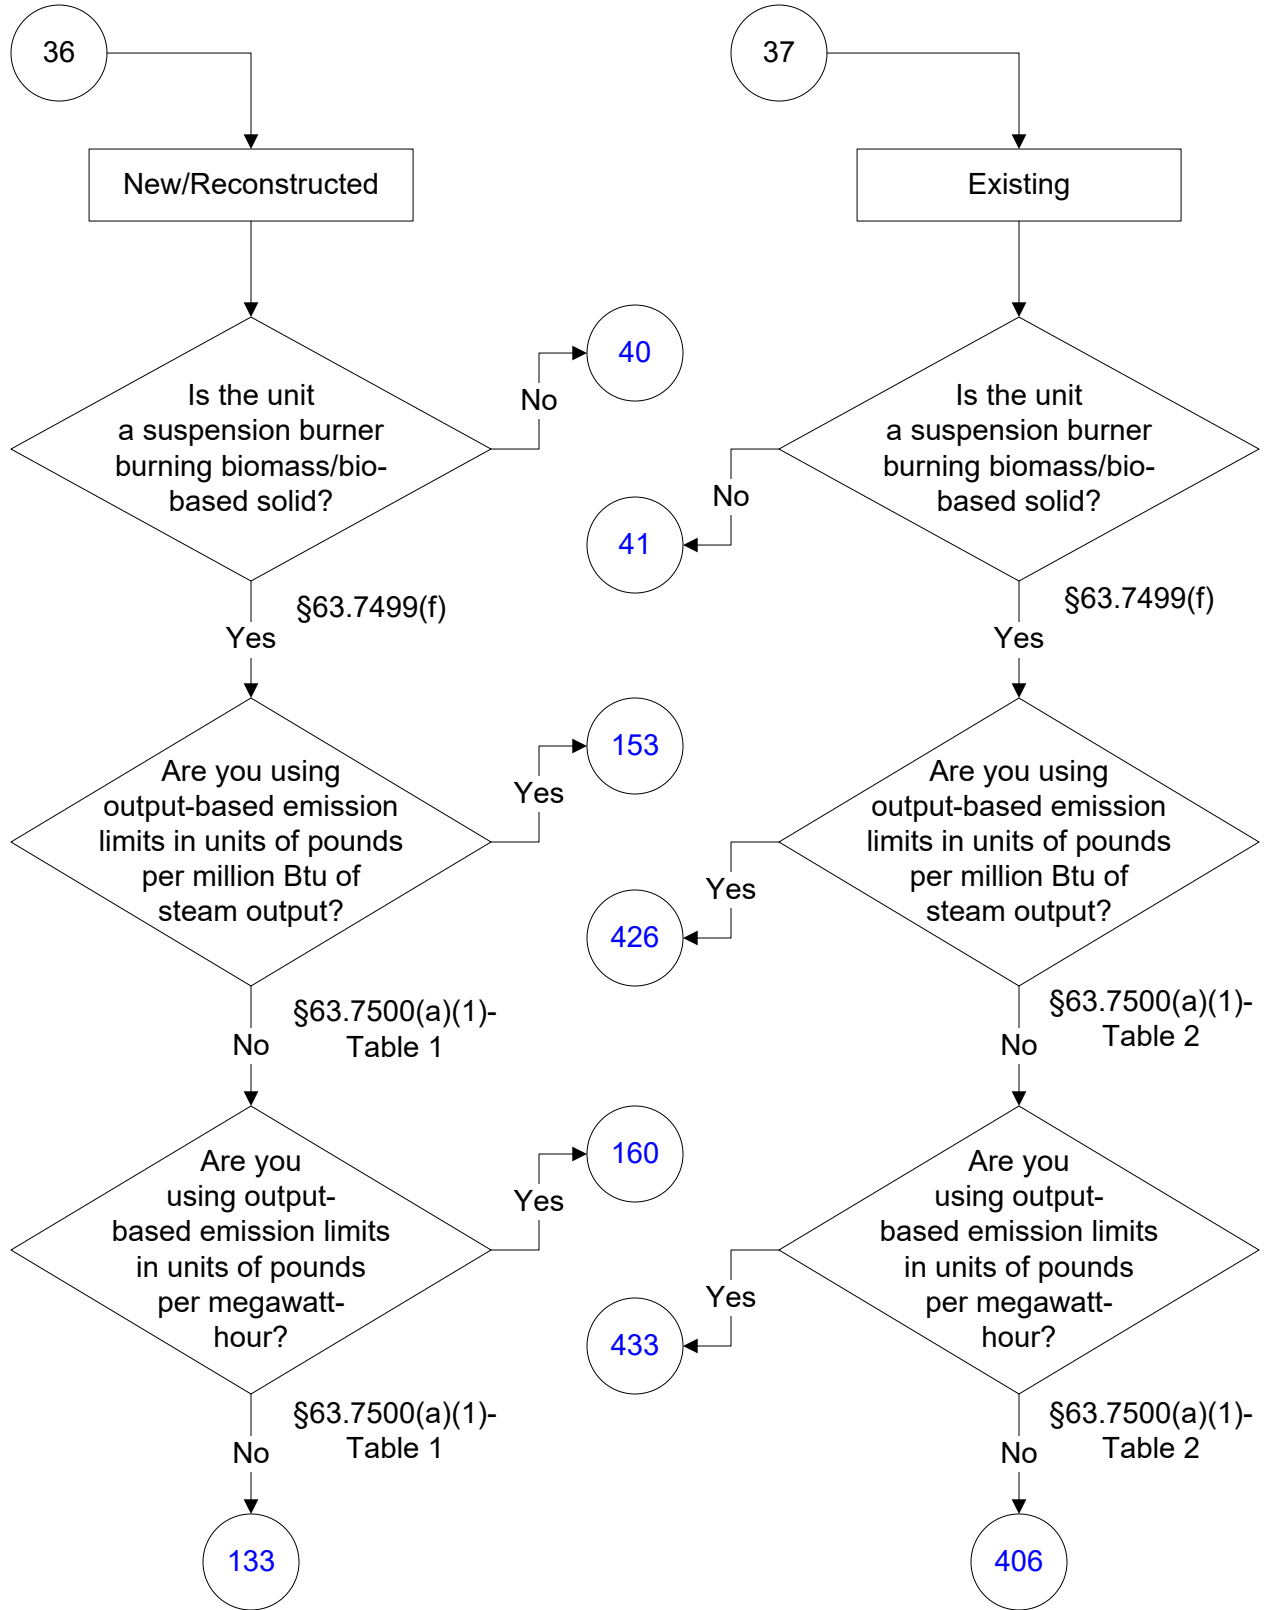 36
37
New/Reconstructed
Existing
Is the unit
a suspension burner
burning biomass/bio-
based solid?
No
40
Is the unit
a suspension burner
burning biomass/bio-
based solid?
No
41
§63.7499(f)
Yes
§63.7499(f)
Yes
Are you using
output-based emission
limits in units of pounds
per million Btu of
steam output?
Yes
153
Are you using
output-based emission
limits in units of pounds
per million Btu of
steam output?
Yes
426
§63.7500(a)(1)-
Table 1
No
§63.7500(a)(1)-
Table 2
No
Are you
using output-
based emission limits
in units of pounds
per megawatt-
hour?
Yes
160
Are you
using output-
based emission limits
in units of pounds
per megawatt-
hour?
Yes
433
§63.7500(a)(1)-
Table 1
No
§63.7500(a)(1)-
Table 2
No
133
406